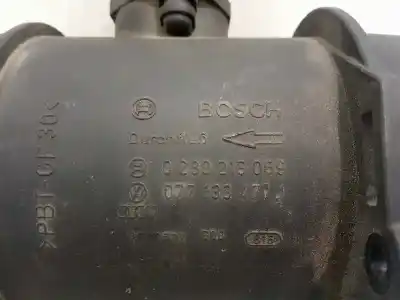 BOSCH
Durchfluß
0 280 218 069
077 133 471 J
>PBT-GF30<